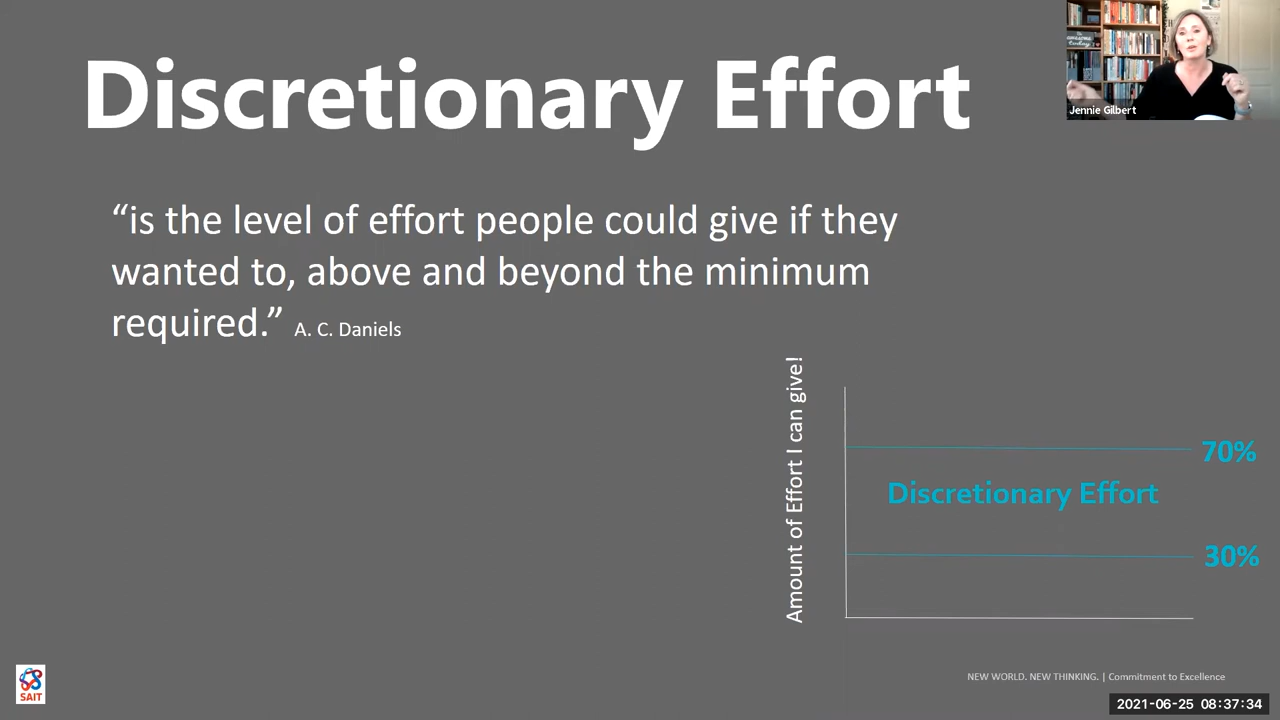 Discretionary Effort
Jennie Gilbert
“is the level of effort people could give if they
wanted to, above and beyond the minimum
required.” A. C. Daniels
Amount of Effort I can give!
70%
Discretionary Effort
30%
SAIT
NEW WORLD. NEW THINKING. | Commitment to Excellence
2021-06-25 08:37:34